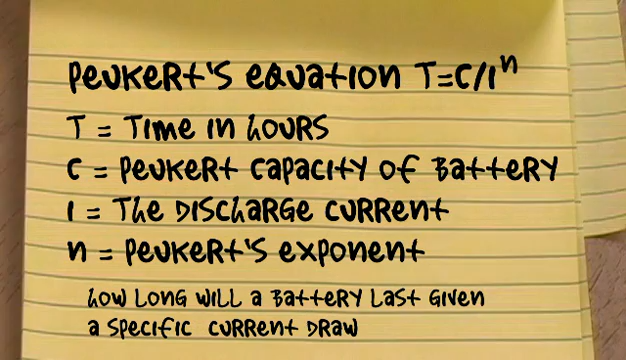 Peukert's equation T=C/Iⁿ
T = Time in hours
C = Peukert capacity of Battery
I = The Discharge current
n = Peukert's exponent
how long will a Battery last given
a specific current draw